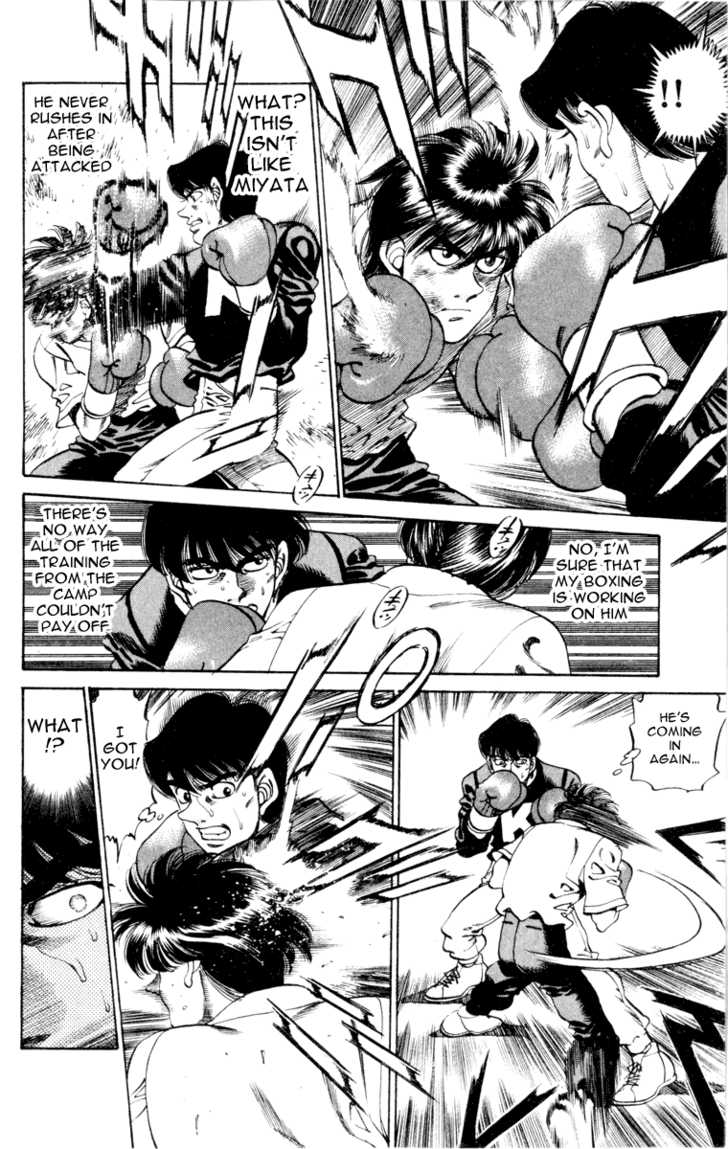 !!
WHAT?
THIS
ISN'T
LIKE
MIYATA
HE NEVER
RUSHES IN
AFTER
BEING
ATTACKED
NO, I'M
SURE THAT
MY BOXING
IS WORKING
ON HIM
THERE'S
NO WAY
ALL OF THE
TRAINING
FROM THE
CAMP
COULDN'T
PAY OFF
HE'S
COMING
IN
AGAIN...
I
GOT
YOU!
WHAT
!?